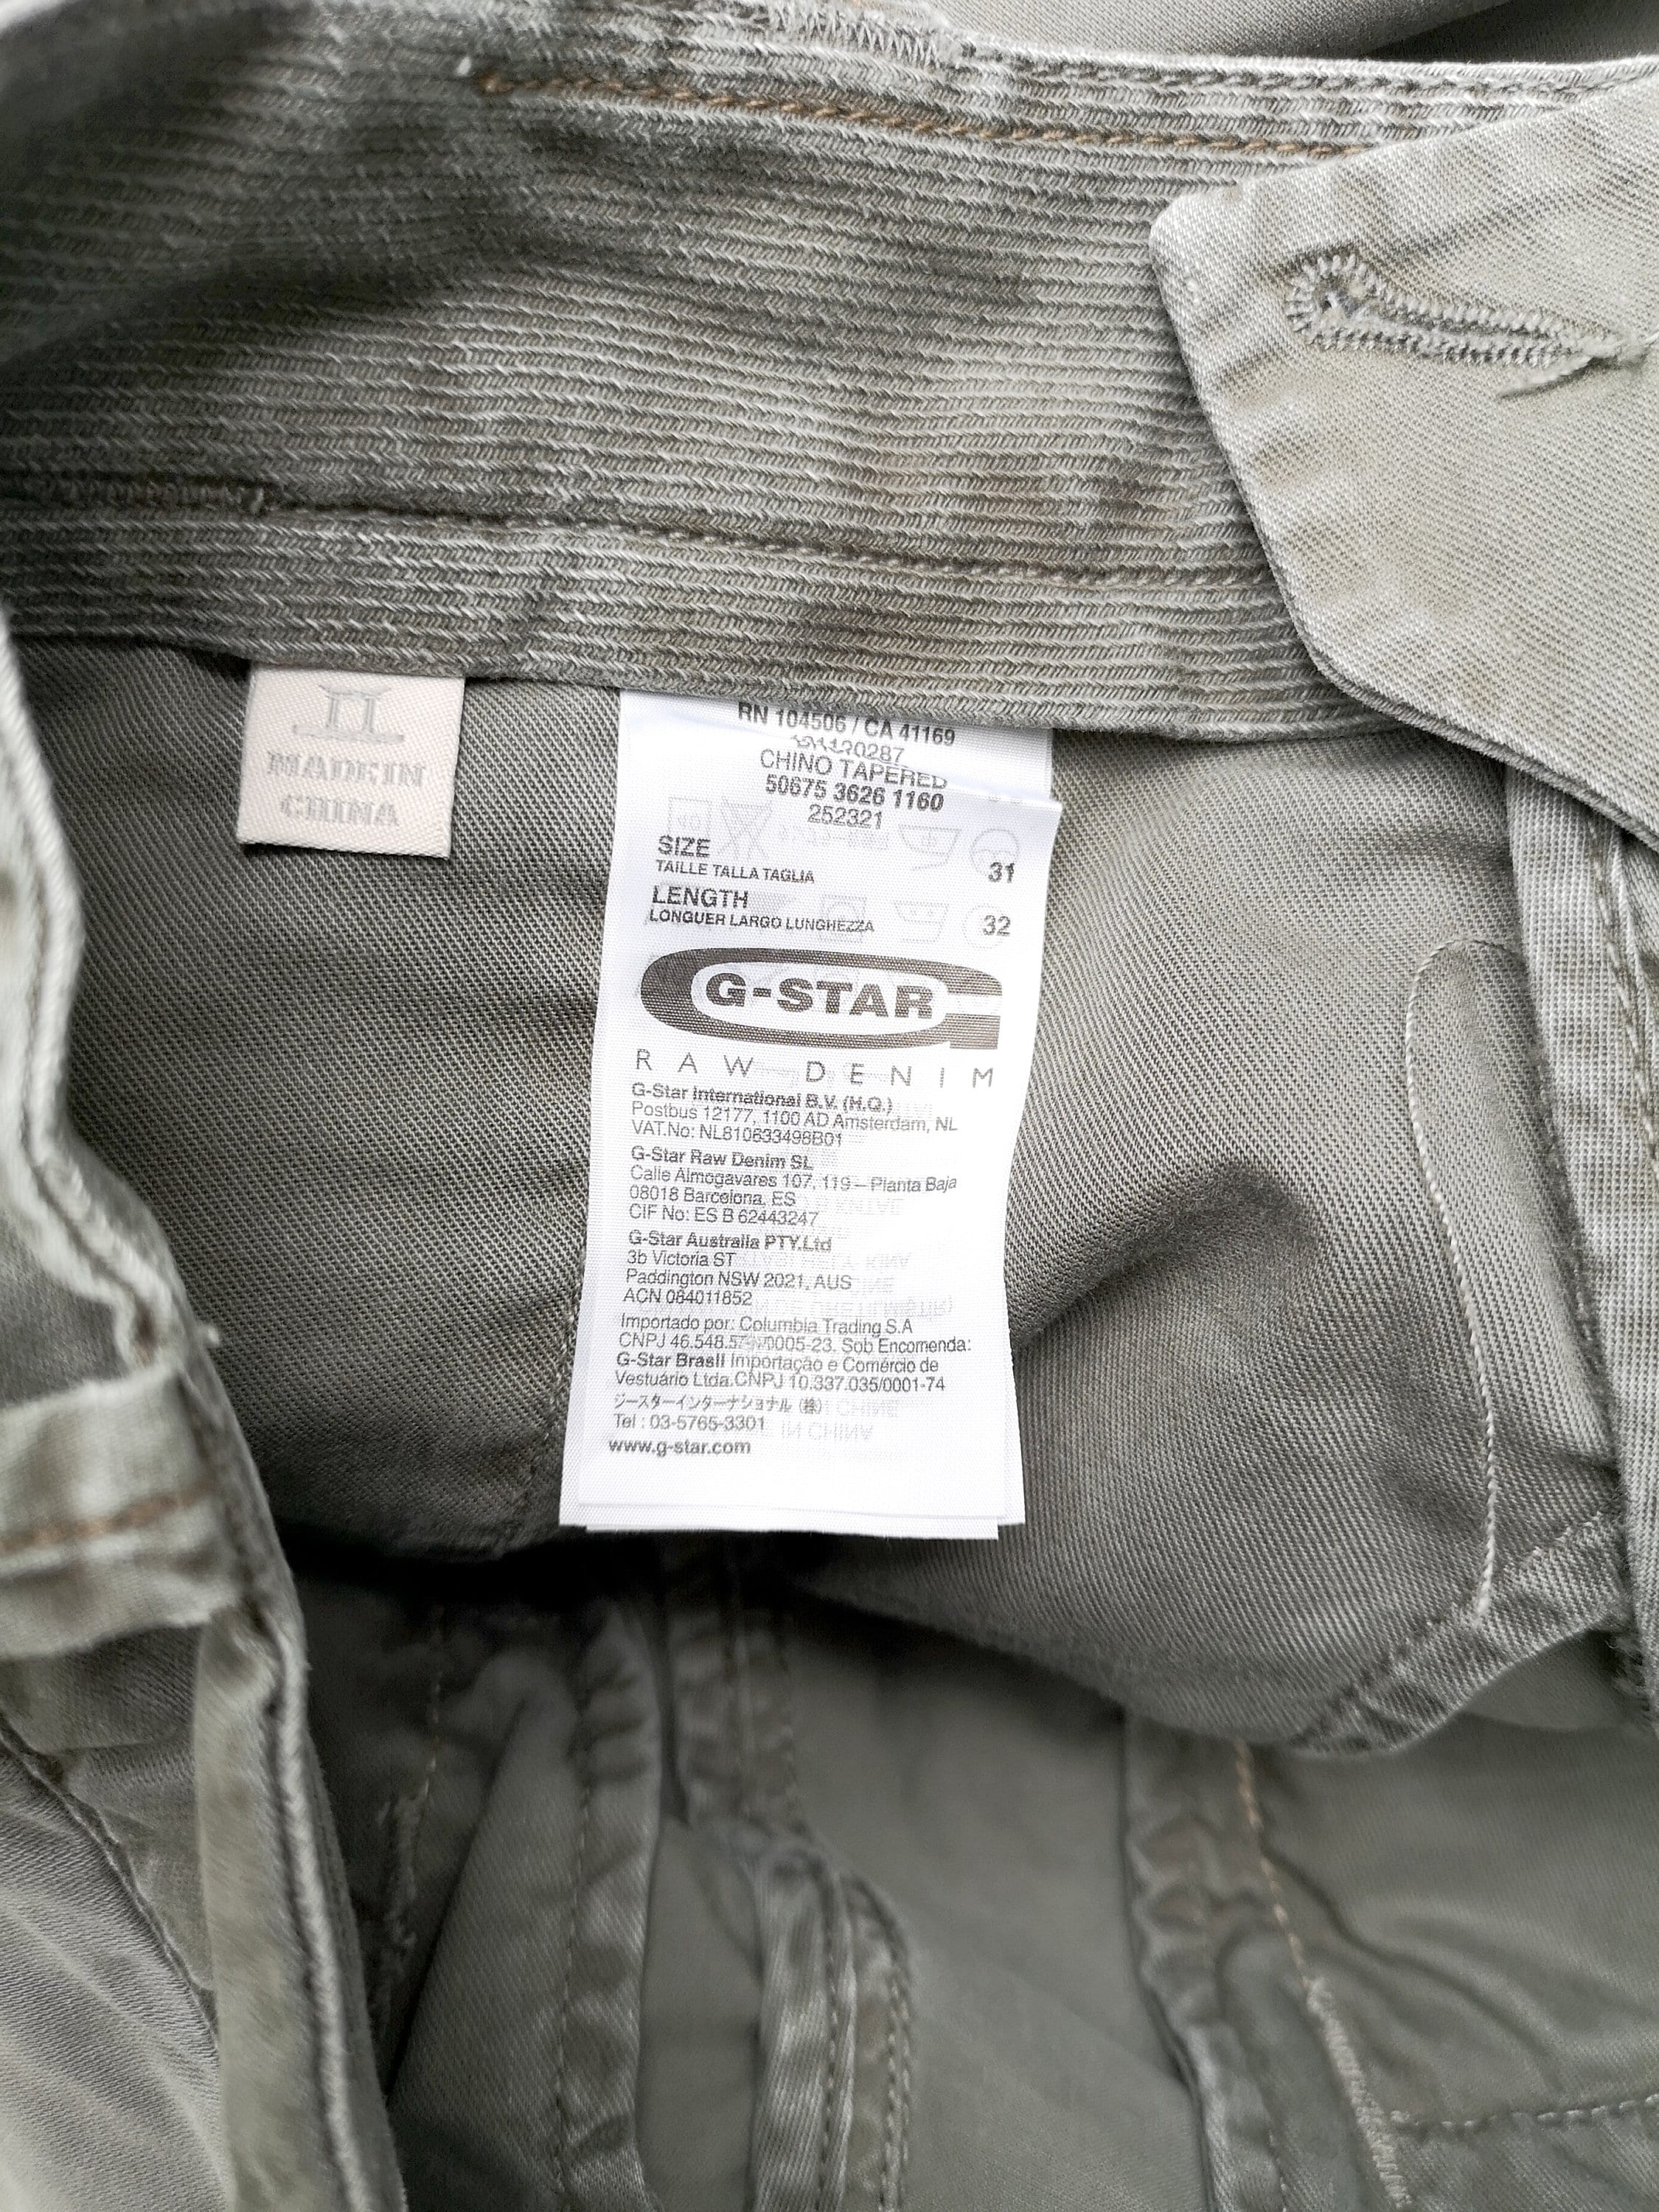 II
MADE IN
CHINA
RN 104506 / CA 41169
CHINO TAPERED
50675 3626 1160
252321
SIZE 31
TAILLE TALLA TAGLIA
LENGTH 32
LONGUER LARGO LUNGHEZZA
G-STAR
RAW DENIM
G-Star International B.V. (H.Q.)
Postbus 12177, 1100 AD Amsterdam, NL
VAT.No: NL810633498B01
G-Star Raw Denim SL
Calle Almogavares 107, 119 – Planta Baja
08018 Barcelona, ES
CIF No: ES B 62443247
G-Star Australia PTY.Ltd
3b Victoria ST
Paddington NSW 2021, AUS
ACN 084011852
Importado por: Columbia Trading S.A
CNPJ Sob Encomenda:
G-Star Brasil Importação e Comércio de
Vestuário Ltda.CNPJ 10.337.035/0001-74
ジースターインターナショナル (株)
Tel : 03-5765-3301
www.g-star.com